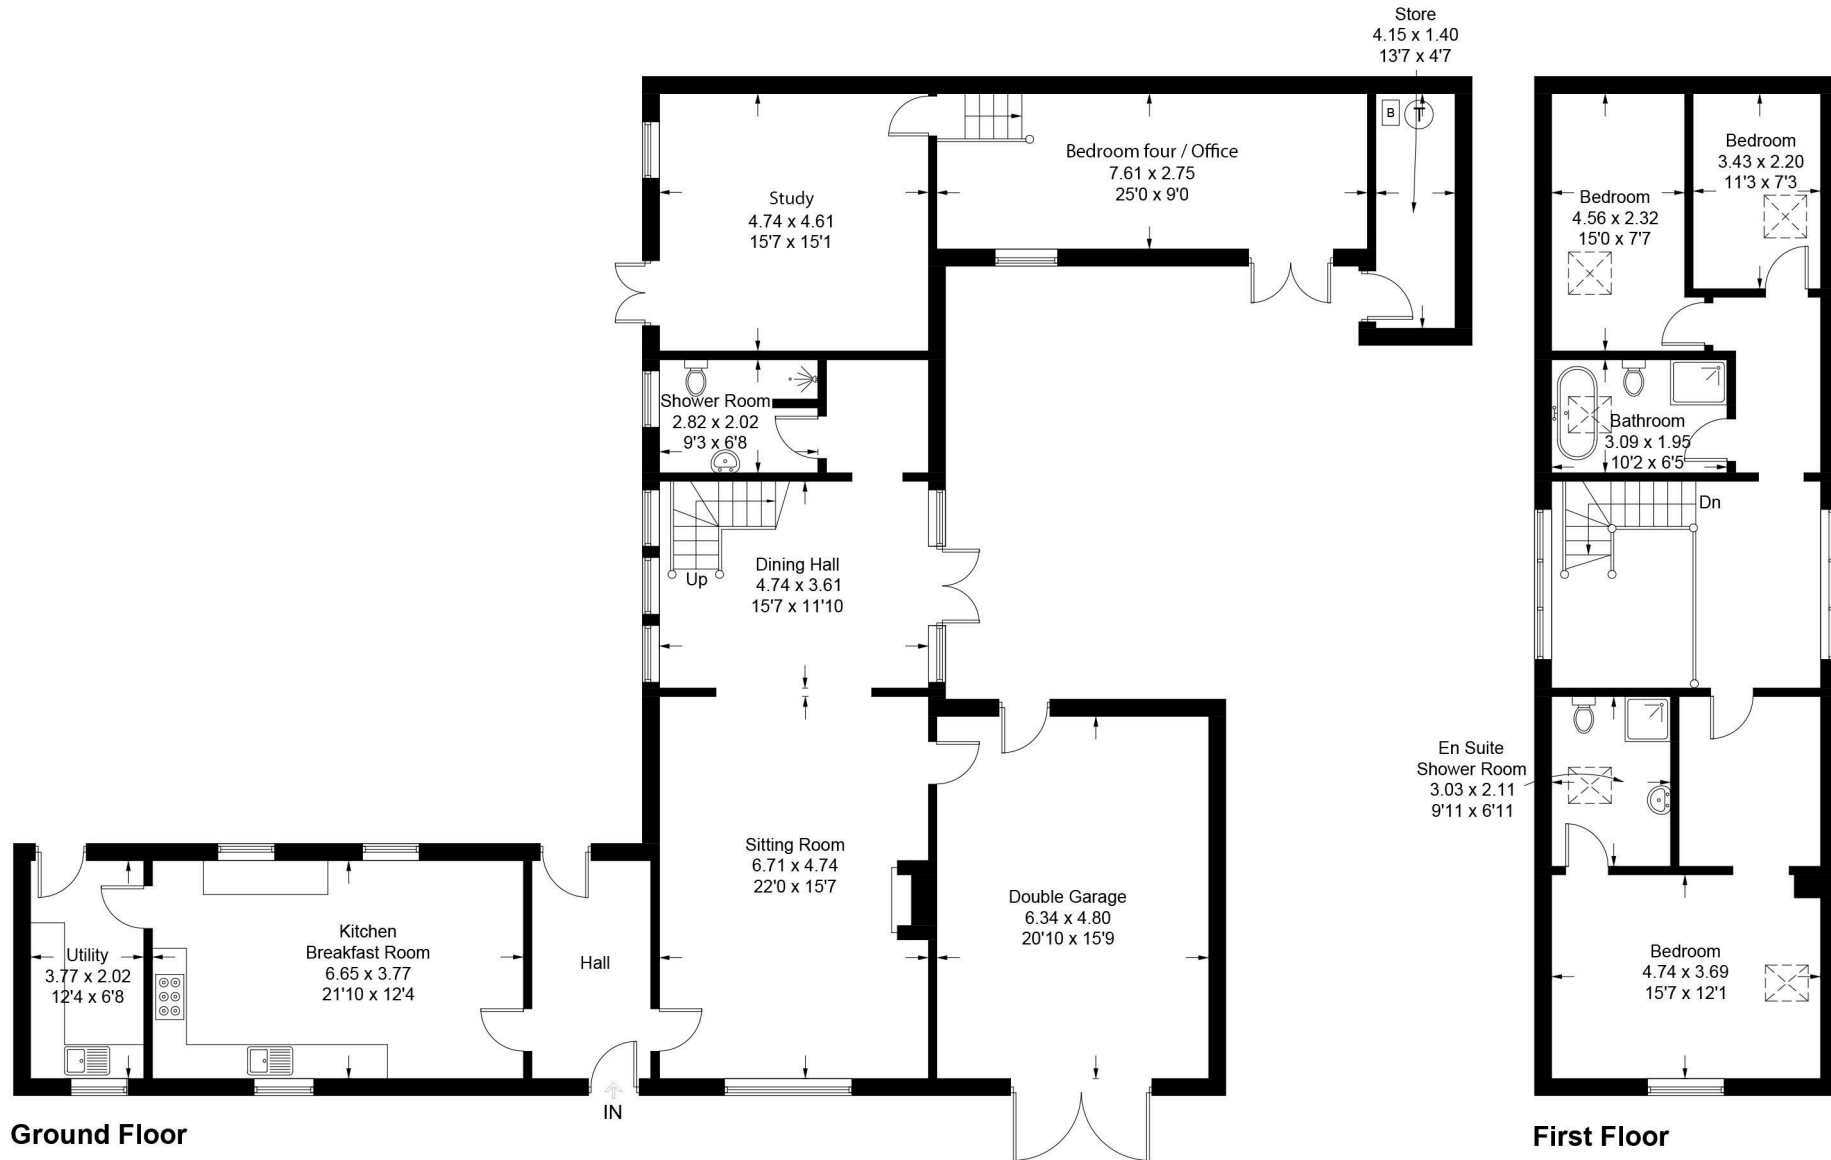 Store
4.15 x 1.40
13'7 x 4'7
B
T
Bedroom four / Office
7.61 x 2.75
25'0 x 9'0
Study
4.74 x 4.61
15'7 x 15'1
Shower Room
2.82 x 2.02
9'3 x 6'8
Up
Dining Hall
4.74 x 3.61
15'7 x 11'10
Sitting Room
6.71 x 4.74
22'0 x 15'7
Double Garage
6.34 x 4.80
20'10 x 15'9
Utility
3.77 x 2.02
12'4 x 6'8
Kitchen
Breakfast Room
6.65 x 3.77
21'10 x 12'4
Hall
IN
Ground Floor
Bedroom
3.43 x 2.20
11'3 x 7'3
Bedroom
4.56 x 2.32
15'0 x 7'7
Bathroom
3.09 x 1.95
10'2 x 6'5
Dn
En Suite
Shower Room
3.03 x 2.11
9'11 x 6'11
Bedroom
4.74 x 3.69
15'7 x 12'1
First Floor